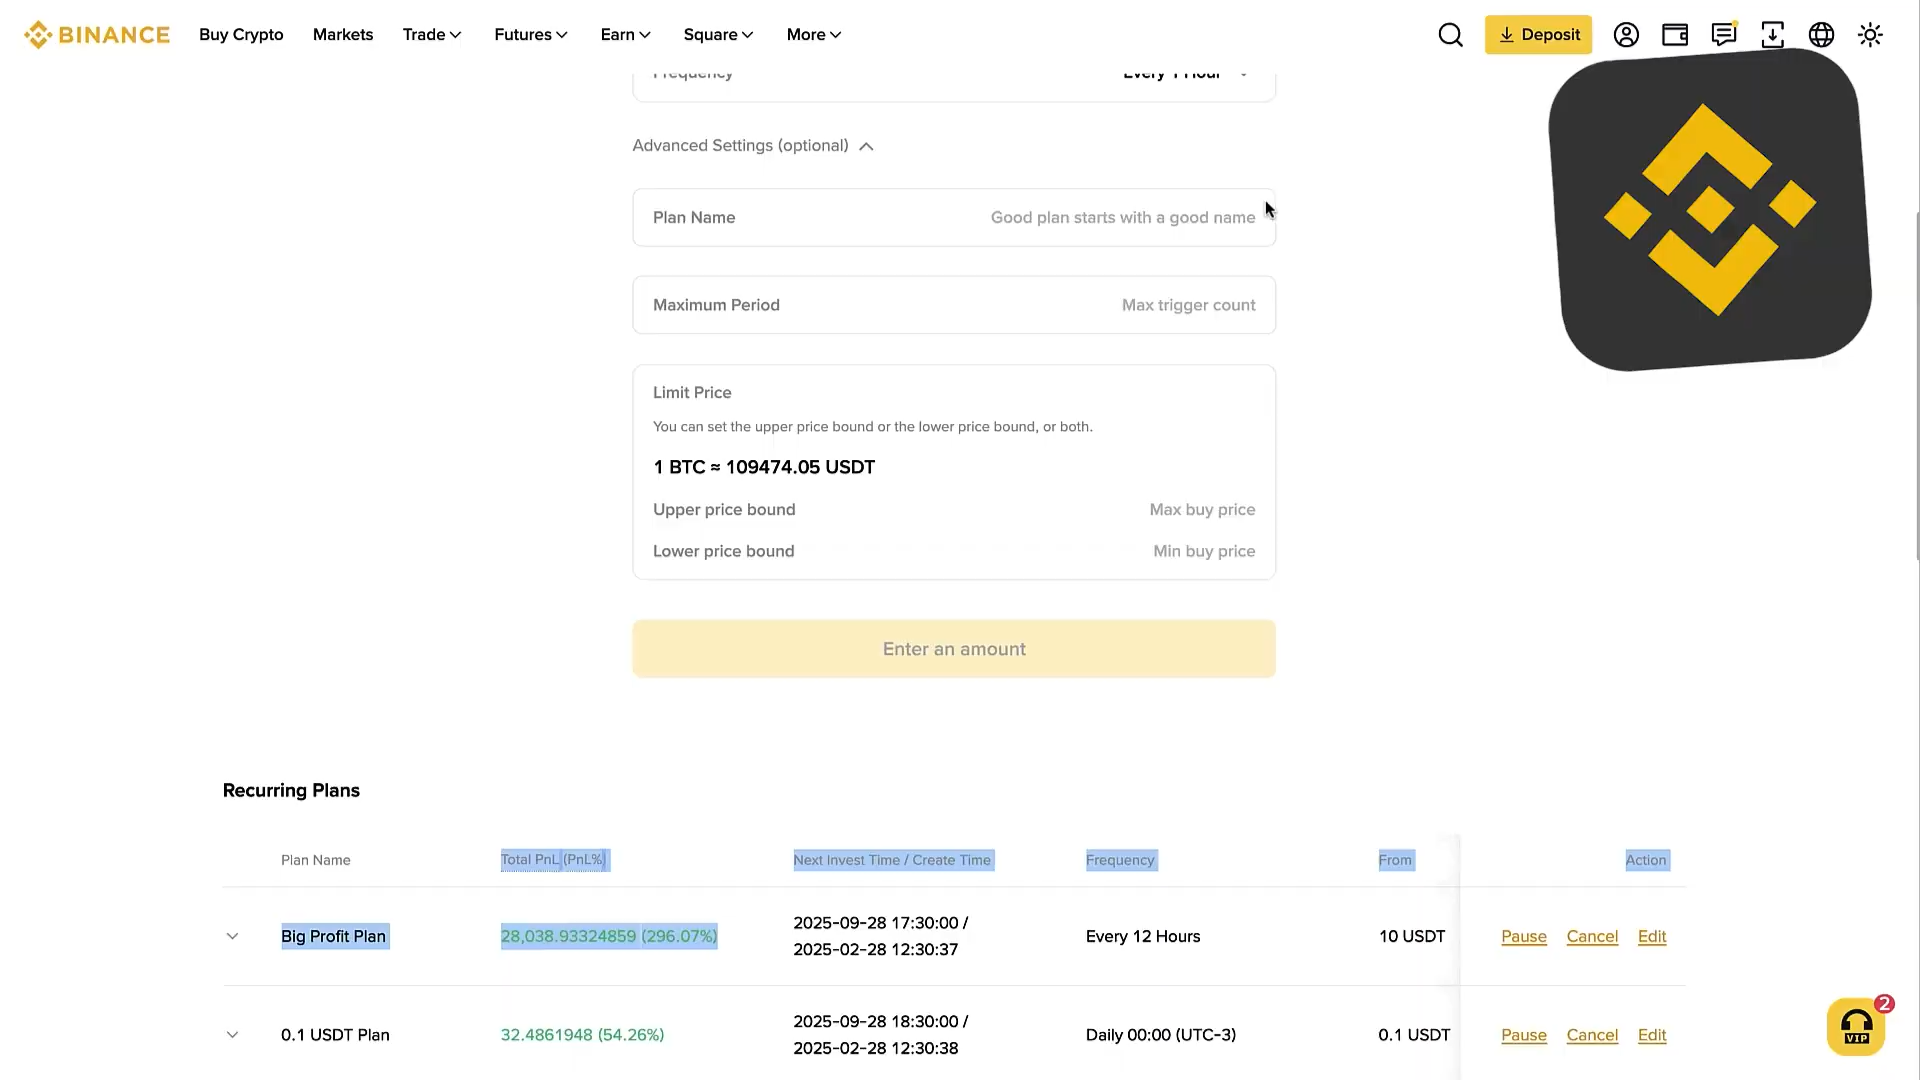 BINANCE Buy Crypto Markets Trade Futures Earn Square More Deposit
Frequency Every 1 Hour
Advanced Settings (optional)
Plan Name Good plan starts with a good name
Maximum Period Max trigger count
Limit Price
You can set the upper price bound or the lower price bound, or both.
1 BTC ≈ 109474.05 USDT
Upper price bound Max buy price
Lower price bound Min buy price
Enter an amount
Recurring Plans
Plan Name Total PnL (PnL%) Next Invest Time / Create Time Frequency From Action
Big Profit Plan 28,038.93324859 (296.07%) 2025-09-28 17:30:00 / Every 12 Hours 10 USDT Pause Cancel Edit
2025-02-28 12:30:37
0.1 USDT Plan 32.4861948 (54.26%) 2025-09-28 18:30:00 / Daily 00:00 (UTC-3) 0.1 USDT Pause Cancel Edit
2025-02-28 12:30:38
2
VIP